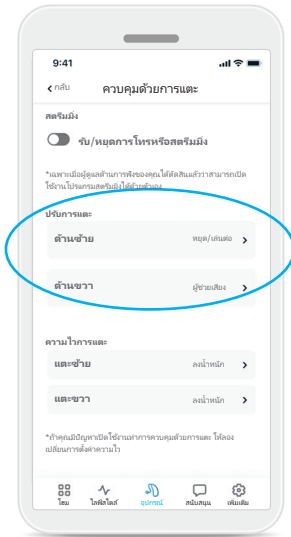 9:41
กลับ ควบคุมด้วยการแตะ
สตรีมมิ่ง
รับ/หยุดการโทรหรือสตรีมมิ่ง
*เฉพาะเมื่อผู้ดูแลด้านการฟังของคุณได้ตัดสินแล้วว่าสามารถเปิด
ใช้งานโปรแกรมสตรีมมิ่งได้ด้วยตัวเอง
ปรับการแตะ
ด้านซ้าย หยุด/เล่นต่อ
ด้านขวา ผู้ช่วยเสียง
ความไวการแตะ
แตะซ้าย ลงน้ำหนัก
แตะขวา ลงน้ำหนัก
*ถ้าคุณมีปัญหาเปิดใช้งานท่าการควบคุมด้วยการแตะ ให้ลอง
เปลี่ยนการตั้งค่าความไว
โฮม ไลฟ์สไตล์ อุปกรณ์ สนับสนุน เพิ่มเติม